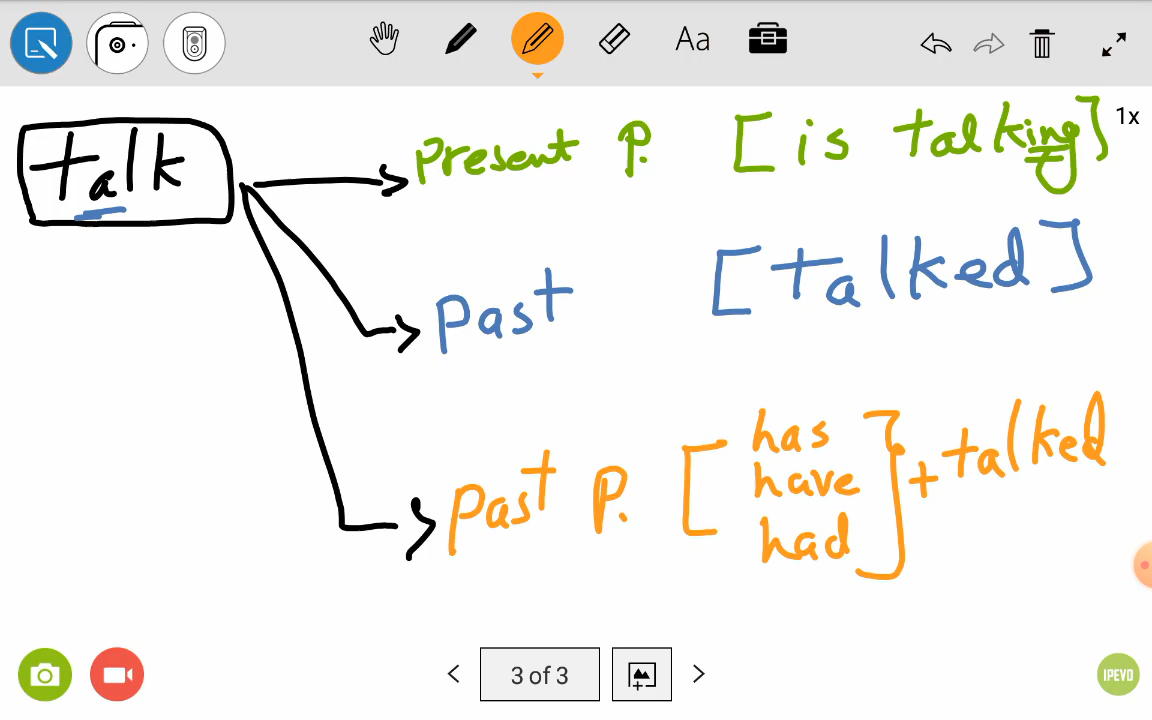 Aa
1x
talk
Present P. [is talking]
Past [talked]
Past P. [has have had] + talked
3 of 3
IPEVO